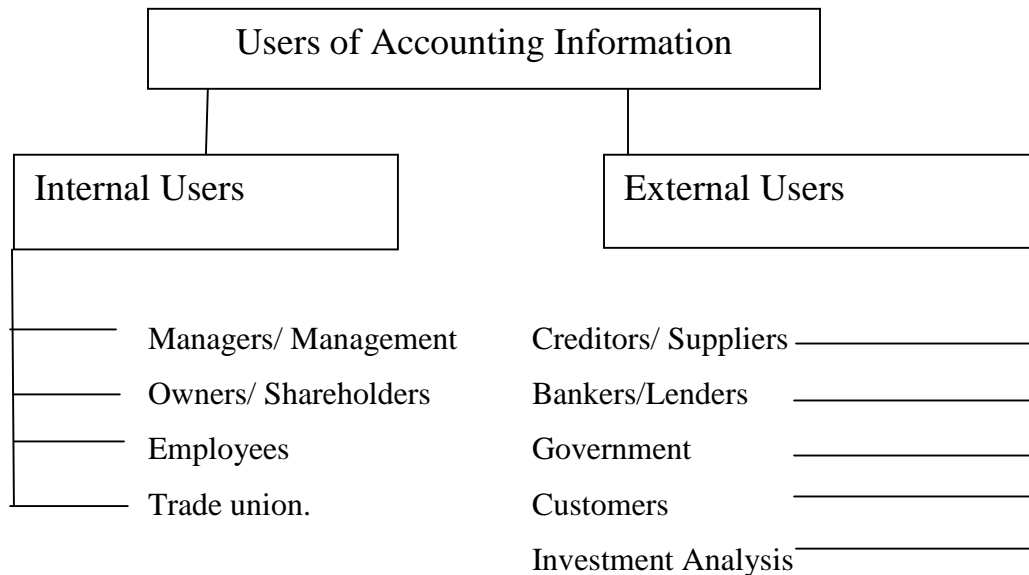 Users of Accounting Information
Internal Users
External Users
Managers/ Management
Owners/ Shareholders
Employees
Trade union.
Creditors/ Suppliers
Bankers/Lenders
Government
Customers
Investment Analysis